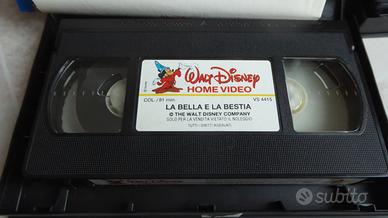 WALT DISNEY
HOME VIDEO
COL. / 81 min.
VS 4415
LA BELLA E LA BESTIA
© THE WALT DISNEY COMPANY
SOLO PER LA VENDITA VIETATO IL NOLEGGIO
TUTTI I DIRITTI RISERVATI
subito